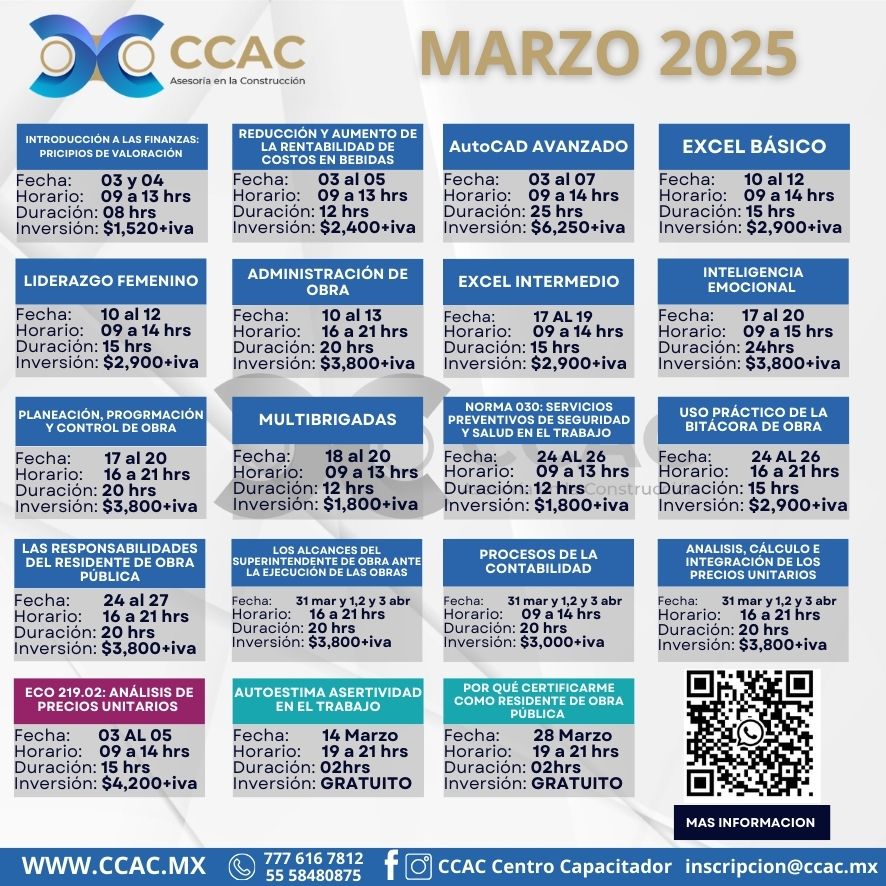 CCAC
Asesoría en la Construcción
MARZO 2025
INTRODUCCIÓN A LAS FINANZAS:
PRICIPIOS DE VALORACIÓN
Fecha: 03 y 04
Horario: 09 a 13 hrs
Duración: 08 hrs
Inversión: $1,520+iva
REDUCCIÓN Y AUMENTO DE
LA RENTABILIDAD DE
COSTOS EN BEBIDAS
Fecha: 03 al 05
Horario: 09 a 13 hrs
Duración: 12 hrs
Inversión: $2,400+iva
AutoCAD AVANZADO
Fecha: 03 al 07
Horario: 09 a 14 hrs
Duración: 25 hrs
Inversión: $6,250+iva
EXCEL BÁSICO
Fecha: 10 al 12
Horario: 09 a 14 hrs
Duración: 15 hrs
Inversión: $2,900+iva
LIDERAZGO FEMENINO
Fecha: 10 al 12
Horario: 09 a 14 hrs
Duración: 15 hrs
Inversión: $2,900+iva
ADMINISTRACIÓN DE
OBRA
Fecha: 10 al 13
Horario: 16 a 21 hrs
Duración: 20 hrs
Inversión: $3,800+iva
EXCEL INTERMEDIO
Fecha: 17 AL 19
Horario: 09 a 14 hrs
Duración: 15 hrs
Inversión: $2,900+iva
INTELIGENCIA
EMOCIONAL
Fecha: 17 al 20
Horario: 09 a 15 hrs
Duración: 24hrs
Inversión: $3,800+iva
PLANEACIÓN, PROGRMACIÓN
Y CONTROL DE OBRA
Fecha: 17 al 20
Horario: 16 a 21 hrs
Duración: 20 hrs
Inversión: $3,800+iva
MULTIBRIGADAS
Fecha: 18 al 20
Horario: 09 a 13 hrs
Duración: 12 hrs
Inversión: $1,800+iva
NORMA 030: SERVICIOS
PREVENTIVOS DE SEGURIDAD
Y SALUD EN EL TRABAJO
Fecha: 24 AL 26
Horario: 09 a 13 hrs
Duración: 12 hrs
Inversión: $1,800+iva
USO PRÁCTICO DE LA
BITÁCORA DE OBRA
Fecha: 24 AL 26
Horario: 16 a 21 hrs
Duración: 15 hrs
Inversión: $2,900+iva
LAS RESPONSABILIDADES
DEL RESIDENTE DE OBRA
PÚBLICA
Fecha: 24 al 27
Horario: 16 a 21 hrs
Duración: 20 hrs
Inversión: $3,800+iva
LOS ALCANCES DEL
SUPERINTENDENTE DE OBRA ANTE
LA EJECUCIÓN DE LAS OBRAS
Fecha: 31 mar y 1,2 y 3 abr
Horario: 16 a 21 hrs
Duración: 20 hrs
Inversión: $3,800+iva
PROCESOS DE LA
CONTABILIDAD
Fecha: 31 mar y 1,2 y 3 abr
Horario: 09 a 14 hrs
Duración: 20 hrs
Inversión: $3,000+iva
ANALISIS, CÁLCULO E
INTEGRACIÓN DE LOS
PRECIOS UNITARIOS
Fecha: 31 mar y 1,2 y 3 abr
Horario: 16 a 21 hrs
Duración: 20 hrs
Inversión: $3,800+iva
ECO 219.02: ANÁLISIS DE
PRECIOS UNITARIOS
Fecha: 03 AL 05
Horario: 09 a 14 hrs
Duración: 15 hrs
Inversión: $4,200+iva
AUTOESTIMA ASERTIVIDAD
EN EL TRABAJO
Fecha: 14 Marzo
Horario: 19 a 21 hrs
Duración: 02hrs
Inversión: GRATUITO
POR QUÉ CERTIFICARME
COMO RESIDENTE DE OBRA
PÚBLICA
Fecha: 28 Marzo
Horario: 19 a 21 hrs
Duración: 02hrs
Inversión: GRATUITO
MAS INFORMACION
WWW.CCAC.MX
777 616 7812
55 58480875
CCAC Centro Capacitador
inscripcion@ccac.mx